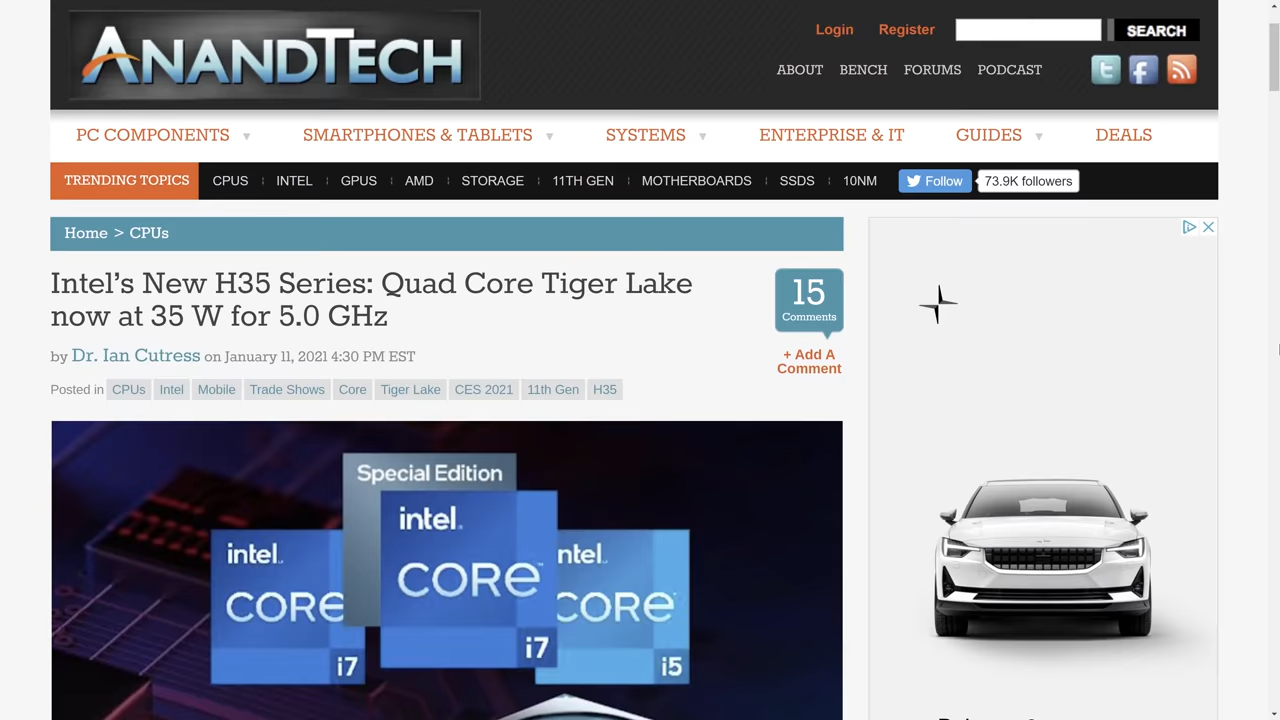 ANANDTECH
Login Register SEARCH
ABOUT BENCH FORUMS PODCAST
PC COMPONENTS SMARTPHONES & TABLETS SYSTEMS ENTERPRISE & IT GUIDES DEALS
TRENDING TOPICS CPUS INTEL GPUS AMD STORAGE 11TH GEN MOTHERBOARDS SSDS 10NM Follow 73.9K followers
Home > CPUs
Intel's New H35 Series: Quad Core Tiger Lake
now at 35 W for 5.0 GHz
15
Comments
+ Add A
Comment
by Dr. Ian Cutress on January 11, 2021 4:30 PM EST
Posted in CPUs Intel Mobile Trade Shows Core Tiger Lake CES 2021 11th Gen H35
Special Edition
intel.
CORE™
i7
intel.
CORE
i7
intel.
CORE
i5